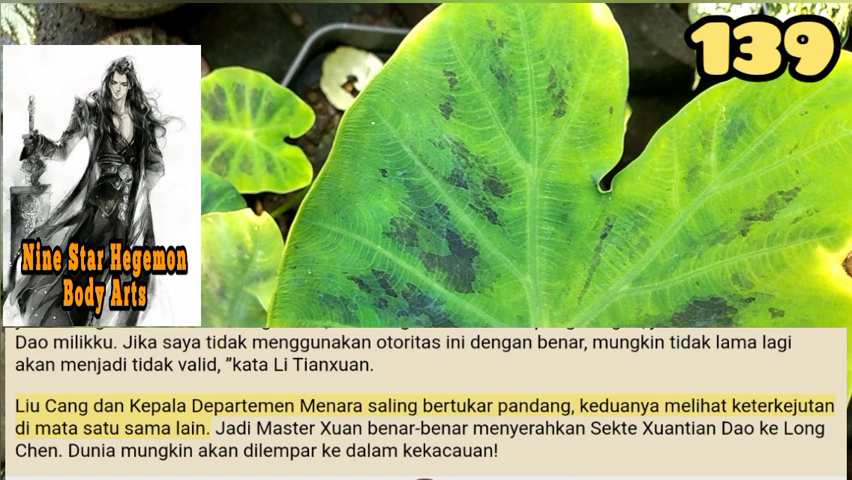 139
Nine Star Hegemon
Body Arts
Dao milikku. Jika saya tidak menggunakan otoritas ini dengan benar, mungkin tidak lama lagi
akan menjadi tidak valid, ”kata Li Tianxuan.
Liu Cang dan Kepala Departemen Menara saling bertukar pandang, keduanya melihat keterkejutan
di mata satu sama lain. Jadi Master Xuan benar-benar menyerahkan Sekte Xuantian Dao ke Long
Chen. Dunia mungkin akan dilempar ke dalam kekacauan!